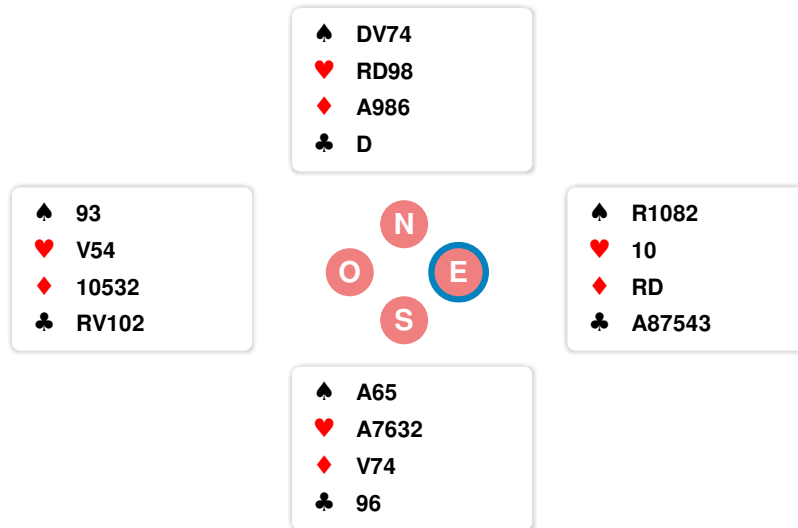 ♠ DV74
♥ RD98
♦ A986
♣ D
♠ 93
♥ V54
♦ 10532
♣ RV102
N
O
E
S
♠ R1082
♥ 10
♦ RD
♣ A87543
♠ A65
♥ A7632
♦ V74
♣ 96